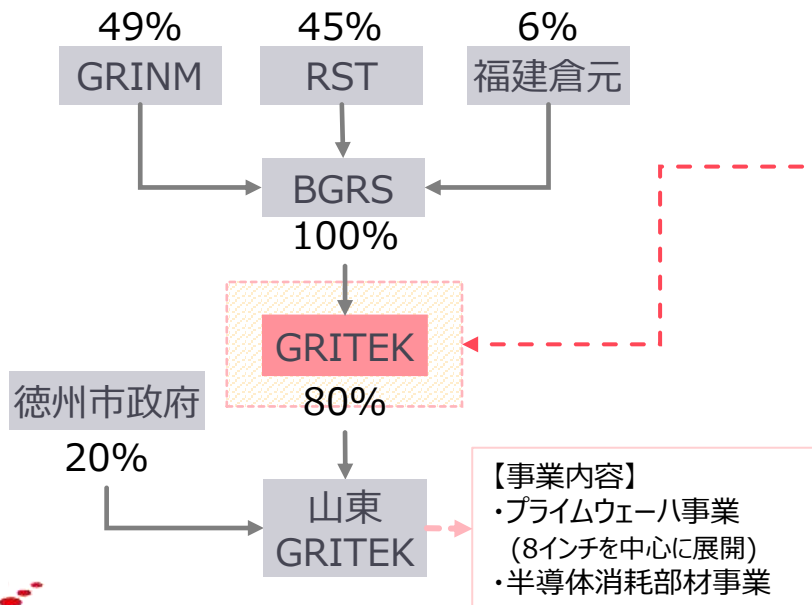 49% 45% 6%
GRINM RST 福建倉元
BGRS
100%
GRITEK
80%
徳州市政府
20%
山東
GRITEK
【事業内容】
・プライムウェーハ事業
(8インチを中心に展開)
・半導体消耗部材事業